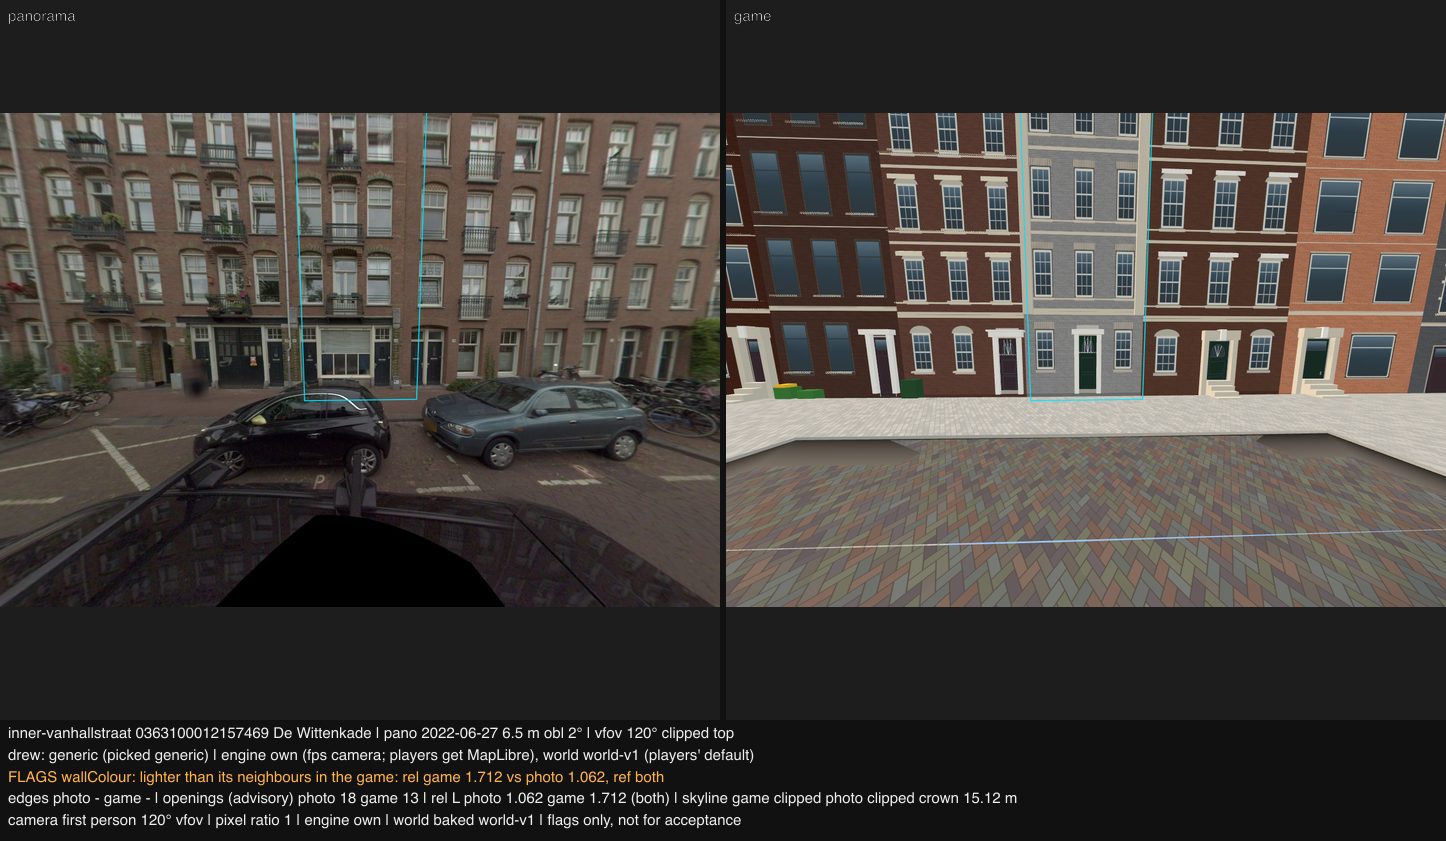 panorama
game
P
inner-vanhallstraat 0363100012157469 De Wittenkade | pano 2022-06-27 6.5 m obl 2° | vfov 120° clipped top
drew: generic (picked generic) | engine own (fps camera; players get MapLibre), world world-v1 (players' default)
FLAGS wallColour: lighter than its neighbours in the game: rel game 1.712 vs photo 1.062, ref both
edges photo - game - | openings (advisory) photo 18 game 13 | rel L photo 1.062 game 1.712 (both) | skyline game clipped photo clipped crown 15.12 m
camera first person 120° vfov | pixel ratio 1 | engine own | world baked world-v1 | flags only, not for acceptance